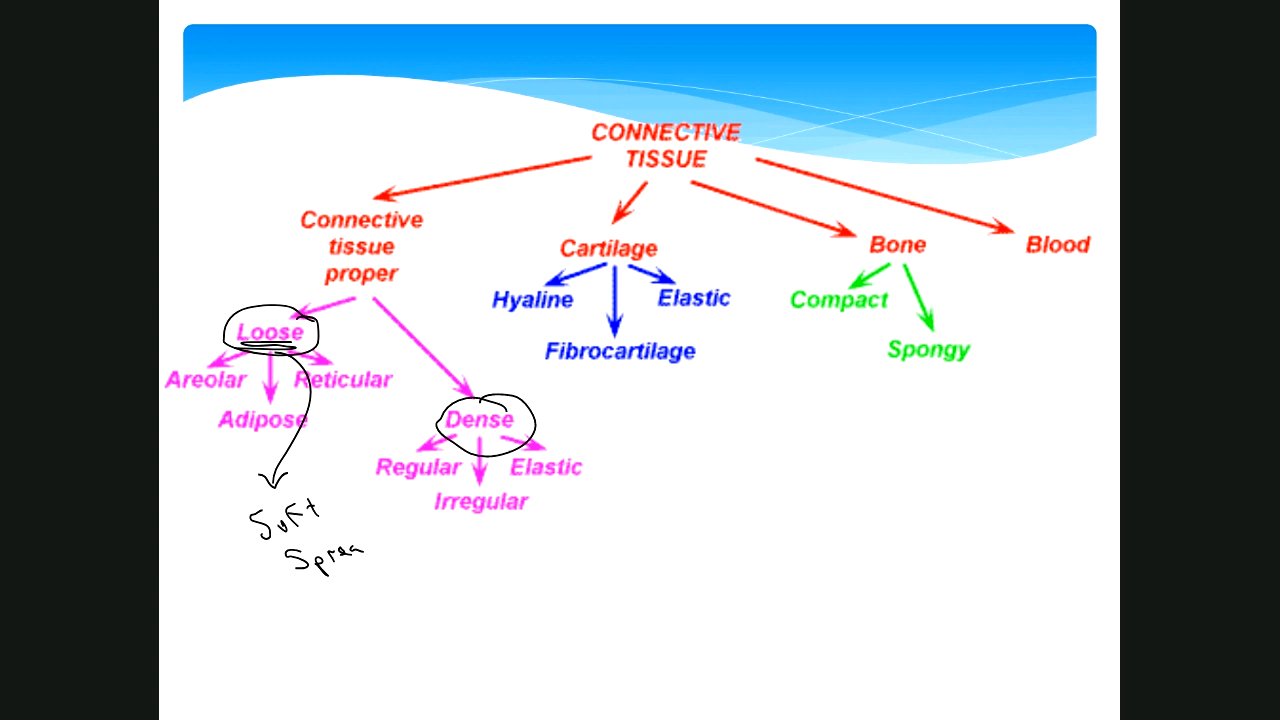 CONNECTIVE
TISSUE
Connective
tissue
proper
Cartilage
Bone
Blood
Hyaline
Elastic
Fibrocartilage
Compact
Spongy
Loose
Areolar
Reticular
Adipose
Dense
Regular
Elastic
Irregular
Soft
Sprea